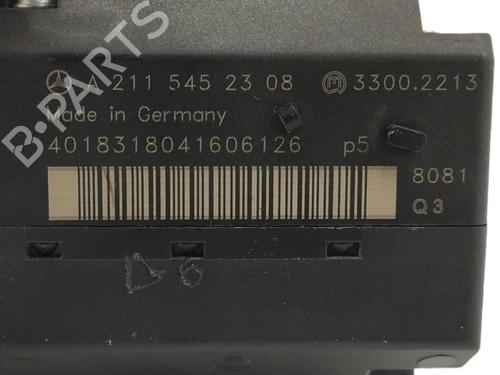 A 211 545 23 08 3300.2213
Made in Germany
4018318041606126 p5
8081
Q3
B-PARTS